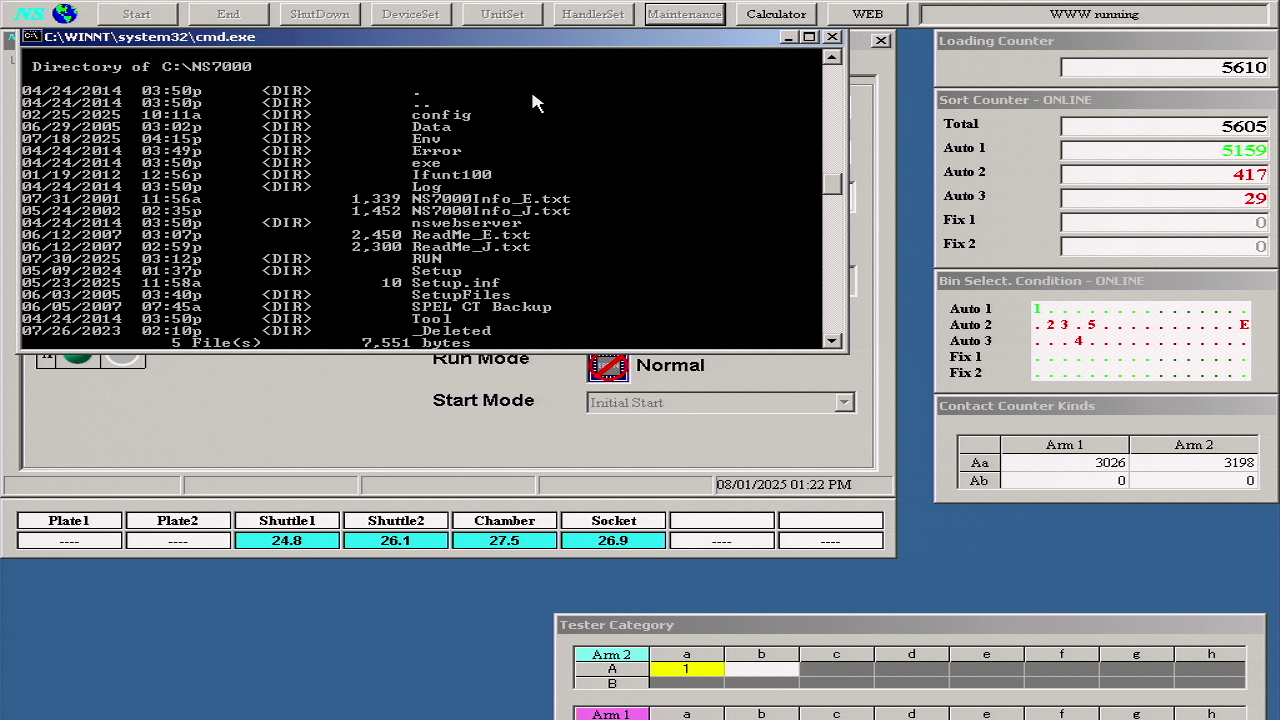 NS Start End ShutDown DeviceSet UnitSet HandlerSet Maintenance Calculator WEB WWW running
C:\WINNT\system32\cmd.exe
Directory of C:\NS7000
04/24/2014 03:50p <DIR> .
04/24/2014 03:50p <DIR> ..
02/25/2025 10:11a <DIR> config
06/29/2005 03:02p <DIR> Data
07/18/2025 04:15p <DIR> Env
04/24/2014 03:49p <DIR> Error
04/24/2014 03:50p <DIR> exe
01/19/2012 12:56p <DIR> Ifunt100
04/24/2014 03:50p <DIR> Log
07/31/2001 11:56a 1,339 NS7000Info_E.txt
05/24/2002 02:35p 1,452 NS7000Info_J.txt
04/24/2014 03:50p <DIR> nswebserver
06/12/2007 03:07p 2,450 ReadMe_E.txt
06/12/2007 02:59p 2,300 ReadMe_J.txt
07/30/2025 03:12p <DIR> RUN
05/09/2024 01:37p <DIR> Setup
05/23/2025 11:58a 10 Setup.inf
06/03/2005 03:40p <DIR> SetupFiles
06/05/2007 07:45a <DIR> SPEL CT Backup
04/24/2014 03:50p <DIR> Tool
07/26/2023 02:10p <DIR> _Deleted
5 File(s) 7,551 bytes
Run Mode Normal
Start Mode Initial Start
08/01/2025 01:22 PM
Plate1 Plate2 Shuttle1 Shuttle2 Chamber Socket
---- ---- 24.8 26.1 27.5 26.9 ---- ----
Loading Counter
5610
Sort Counter - ONLINE
Total 5605
Auto 1 5159
Auto 2 417
Auto 3 29
Fix 1 0
Fix 2 0
Bin Select. Condition - ONLINE
Auto 1 1 . . . . . . . . . . . . . . .
Auto 2 . 2 3 . 5 . . . . . . . . . . E
Auto 3 . . . 4 . . . . . . . . . . . .
Fix 1 . . . . . . . . . . . . . . . .
Fix 2 . . . . . . . . . . . . . . . .
Contact Counter Kinds
Arm 1 Arm 2
Aa 3026 3198
Ab 0 0
Tester Category
Arm 2 a b c d e f g h
A 1
B
Arm 1 a b c d e f g h